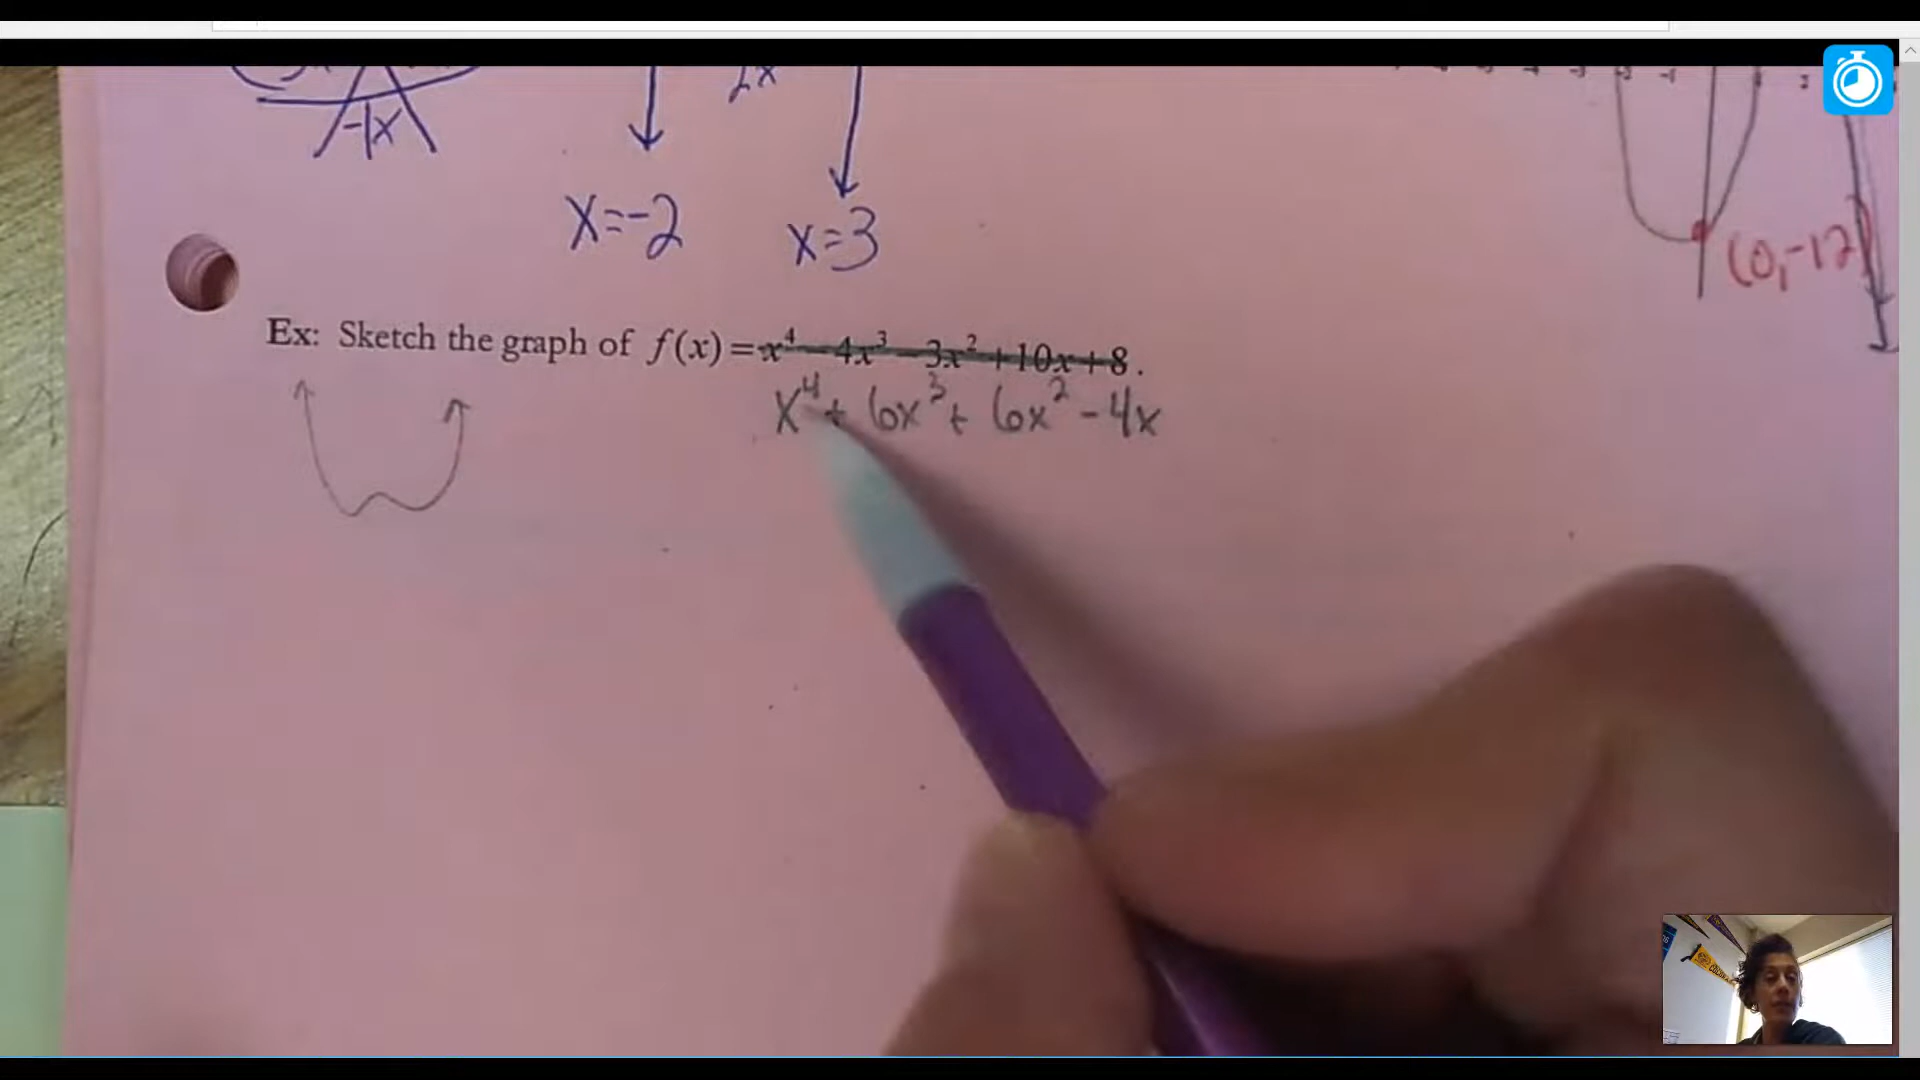 -1x
2x
x=-2
x=3
(0,-12)
Ex: Sketch the graph of f(x)=x⁴-4x³-3x²+10x+8.
x⁴+6x³+6x²-4x